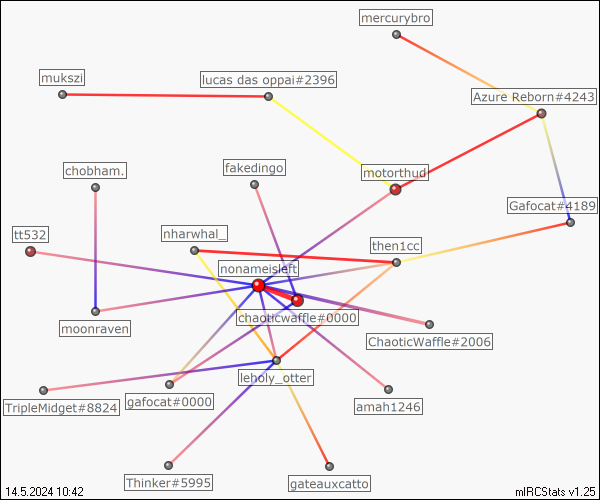 mercurybro
mukszi
lucas das oppai#2396
Azure Reborn#4243
chobham.
fakedingo
motorthud
Gafocat#4189
tt532
nharwhal_
then1cc
nonameisleft
chaoticwaffle#0000
moonraven
ChaoticWaffle#2006
leholy_otter
TripleMidget#8824
gafocat#0000
amah1246
Thinker#5995
gateauxcatto
14.5.2024 10:42
mIRCStats v1.25